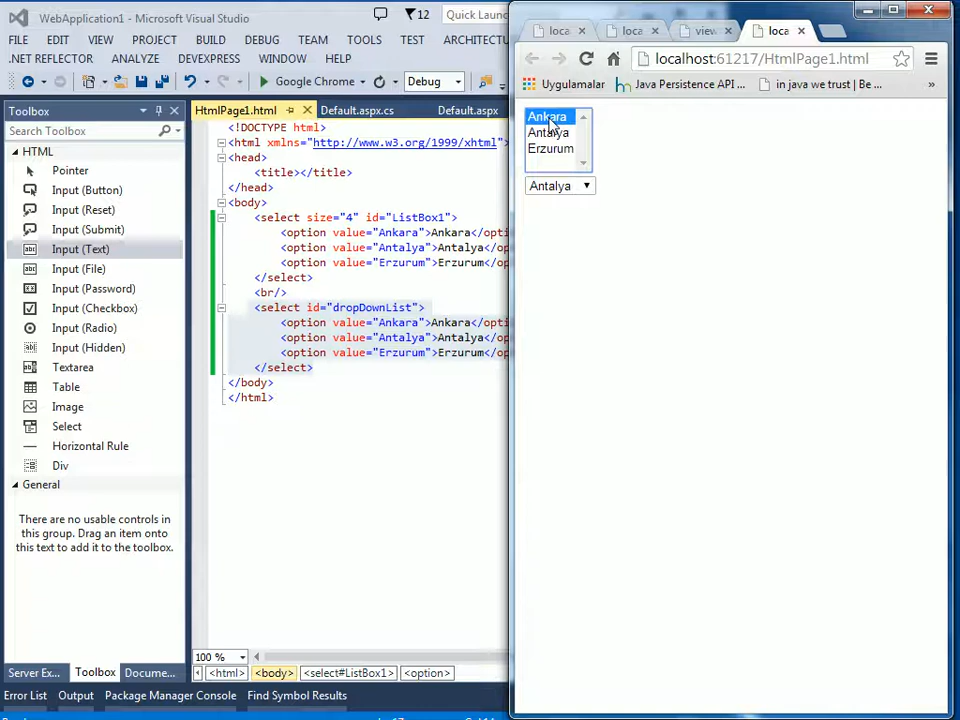 WebApplication1 - Microsoft Visual Studio
12
Quick Launc
FILE EDIT VIEW PROJECT BUILD DEBUG TEAM TOOLS TEST ARCHITECTU
.NET REFLECTOR ANALYZE DEVEXPRESS WINDOW HELP
Google Chrome Debug
Toolbox
Search Toolbox
HTML
Pointer
Input (Button)
Input (Reset)
Input (Submit)
Input (Text)
Input (File)
Input (Password)
Input (Checkbox)
Input (Radio)
Input (Hidden)
Textarea
Table
Image
Select
Horizontal Rule
Div
General
There are no usable controls in
this group. Drag an item onto
this text to add it to the toolbox.
Server Ex... Toolbox Docume...
HtmlPage1.html Default.aspx.cs Default.aspx
<!DOCTYPE html>
<html xmlns="http://www.w3.org/1999/xhtml">
<head>
<title></title>
</head>
<body>
<select size="4" id="ListBox1">
<option value="Ankara">Ankara</opti
<option value="Antalya">Antalya</o
<option value="Erzurum">Erzurum</o
</select>
<br/>
<select id="dropDownList">
<option value="Ankara">Ankara</opti
<option value="Antalya">Antalya</o
<option value="Erzurum">Erzurum</o
</select>
</body>
</html>
100 %
<html> <body> <select#ListBox1> <option>
Error List Output Package Manager Console Find Symbol Results
loca loca view loca
localhost:61217/HtmlPage1.html
Uygulamalar Java Persistence API ... in java we trust | Be ... »
Ankara
Antalya
Erzurum
Antalya